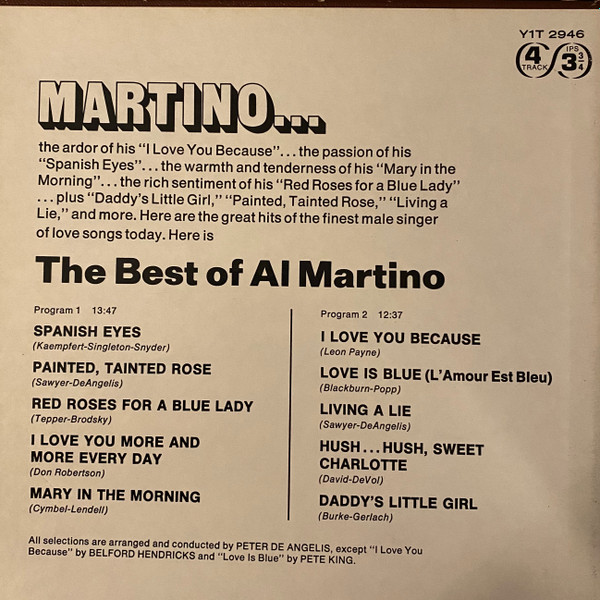 Y1T 2946
4 TRACK
IPS 3 3/4
MARTINO...
the ardor of his “I Love You Because”... the passion of his
“Spanish Eyes”... the warmth and tenderness of his “Mary in the
Morning”... the rich sentiment of his “Red Roses for a Blue Lady”
... plus “Daddy's Little Girl,” “Painted, Tainted Rose,” “Living a
Lie,” and more. Here are the great hits of the finest male singer
of love songs today. Here is
The Best of Al Martino
Program 1 13:47
SPANISH EYES
(Kaempfert-Singleton-Snyder)
PAINTED, TAINTED ROSE
(Sawyer-DeAngelis)
RED ROSES FOR A BLUE LADY
(Tepper-Brodsky)
I LOVE YOU MORE AND
MORE EVERY DAY
(Don Robertson)
MARY IN THE MORNING
(Cymbel-Lendell)
Program 2 12:37
I LOVE YOU BECAUSE
(Leon Payne)
LOVE IS BLUE (L'Amour Est Bleu)
(Blackburn-Popp)
LIVING A LIE
(Sawyer-DeAngelis)
HUSH...HUSH, SWEET
CHARLOTTE
(David-DeVol)
DADDY'S LITTLE GIRL
(Burke-Gerlach)
All selections are arranged and conducted by PETER DE ANGELIS, except “I Love You
Because” by BELFORD HENDRICKS and “Love Is Blue” by PETE KING.